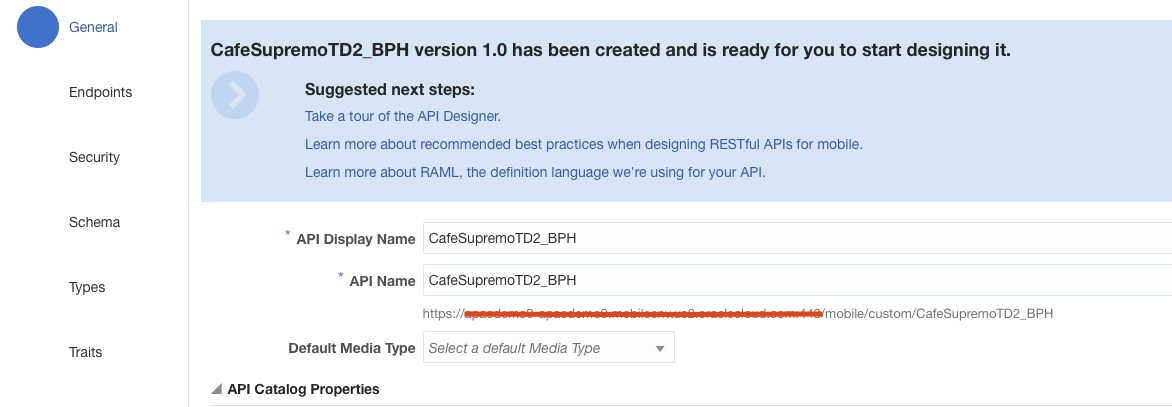 General
Endpoints
Security
Schema
Types
Traits
CafeSupremoTD2_BPH version 1.0 has been created and is ready for you to start designing it.
Suggested next steps:
Take a tour of the API Designer.
Learn more about recommended best practices when designing RESTful APIs for mobile.
Learn more about RAML, the definition language we're using for your API.
* API Display Name CafeSupremoTD2_BPH
* API Name CafeSupremoTD2_BPH
https:// /mobile/custom/CafeSupremoTD2_BPH
Default Media Type Select a default Media Type
API Catalog Properties